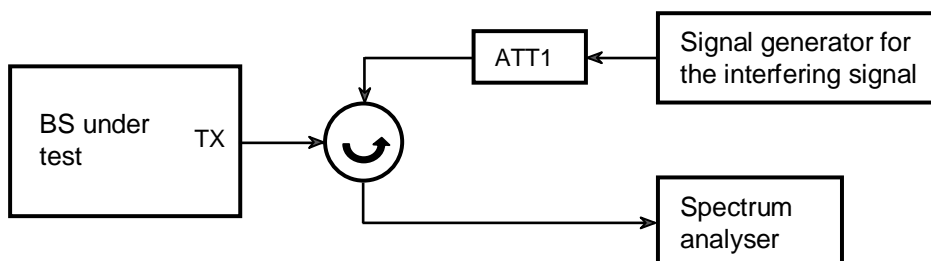 Signal generator for
the interfering signal
ATT1
BS under
test
TX
Spectrum
analyser